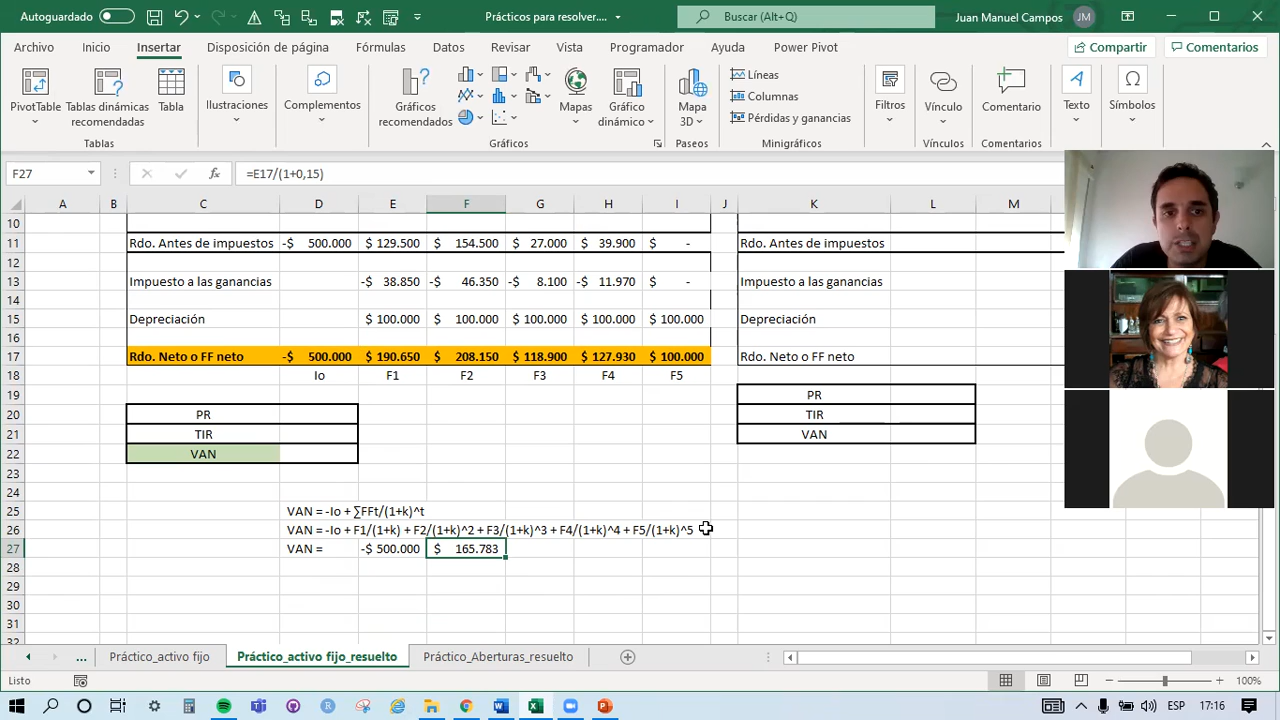 Autoguardado
Prácticos para resolver....
Buscar (Alt+Q)
Juan Manuel Campos
JM
Archivo Inicio Insertar Disposición de página Fórmulas Datos Revisar Vista Programador Ayuda Power Pivot
Compartir
Comentarios
PivotTable
Tablas dinámicas recomendadas
Tabla
Ilustraciones
Complementos
Gráficos recomendados
Mapas
Gráfico dinámico
Mapa 3D
Líneas
Columnas
Pérdidas y ganancias
Filtros
Vínculo
Comentario
Texto
Símbolos
Tablas
Gráficos
Paseos
Minigráficos
F27
fx
=E17/(1+0,15)
A B C D E F G H I J K L M
10
11 Rdo. Antes de impuestos -$ 500.000 $ 129.500 $ 154.500 $ 27.000 $ 39.900 $ - Rdo. Antes de impuestos
12
13 Impuesto a las ganancias -$ 38.850 -$ 46.350 -$ 8.100 -$ 11.970 $ - Impuesto a las ganancias
14
15 Depreciación $ 100.000 $ 100.000 $ 100.000 $ 100.000 $ 100.000 Depreciación
16
17 Rdo. Neto o FF neto -$ 500.000 $ 190.650 $ 208.150 $ 118.900 $ 127.930 $ 100.000 Rdo. Neto o FF neto
18 Io F1 F2 F3 F4 F5
19 PR
20 PR TIR
21 TIR VAN
22 VAN
23
24
25 VAN = -Io + ∑FFt/(1+k)^t
26 VAN = -Io + F1/(1+k) + F2/(1+k)^2 + F3/(1+k)^3 + F4/(1+k)^4 + F5/(1+k)^5
27 VAN = -$ 500.000 $ 165.783
28
29
30
31
32
... Práctico_activo fijo Práctico_activo fijo_resuelto Práctico_Aberturas_resuelto
Listo
100%
ESP 17:16